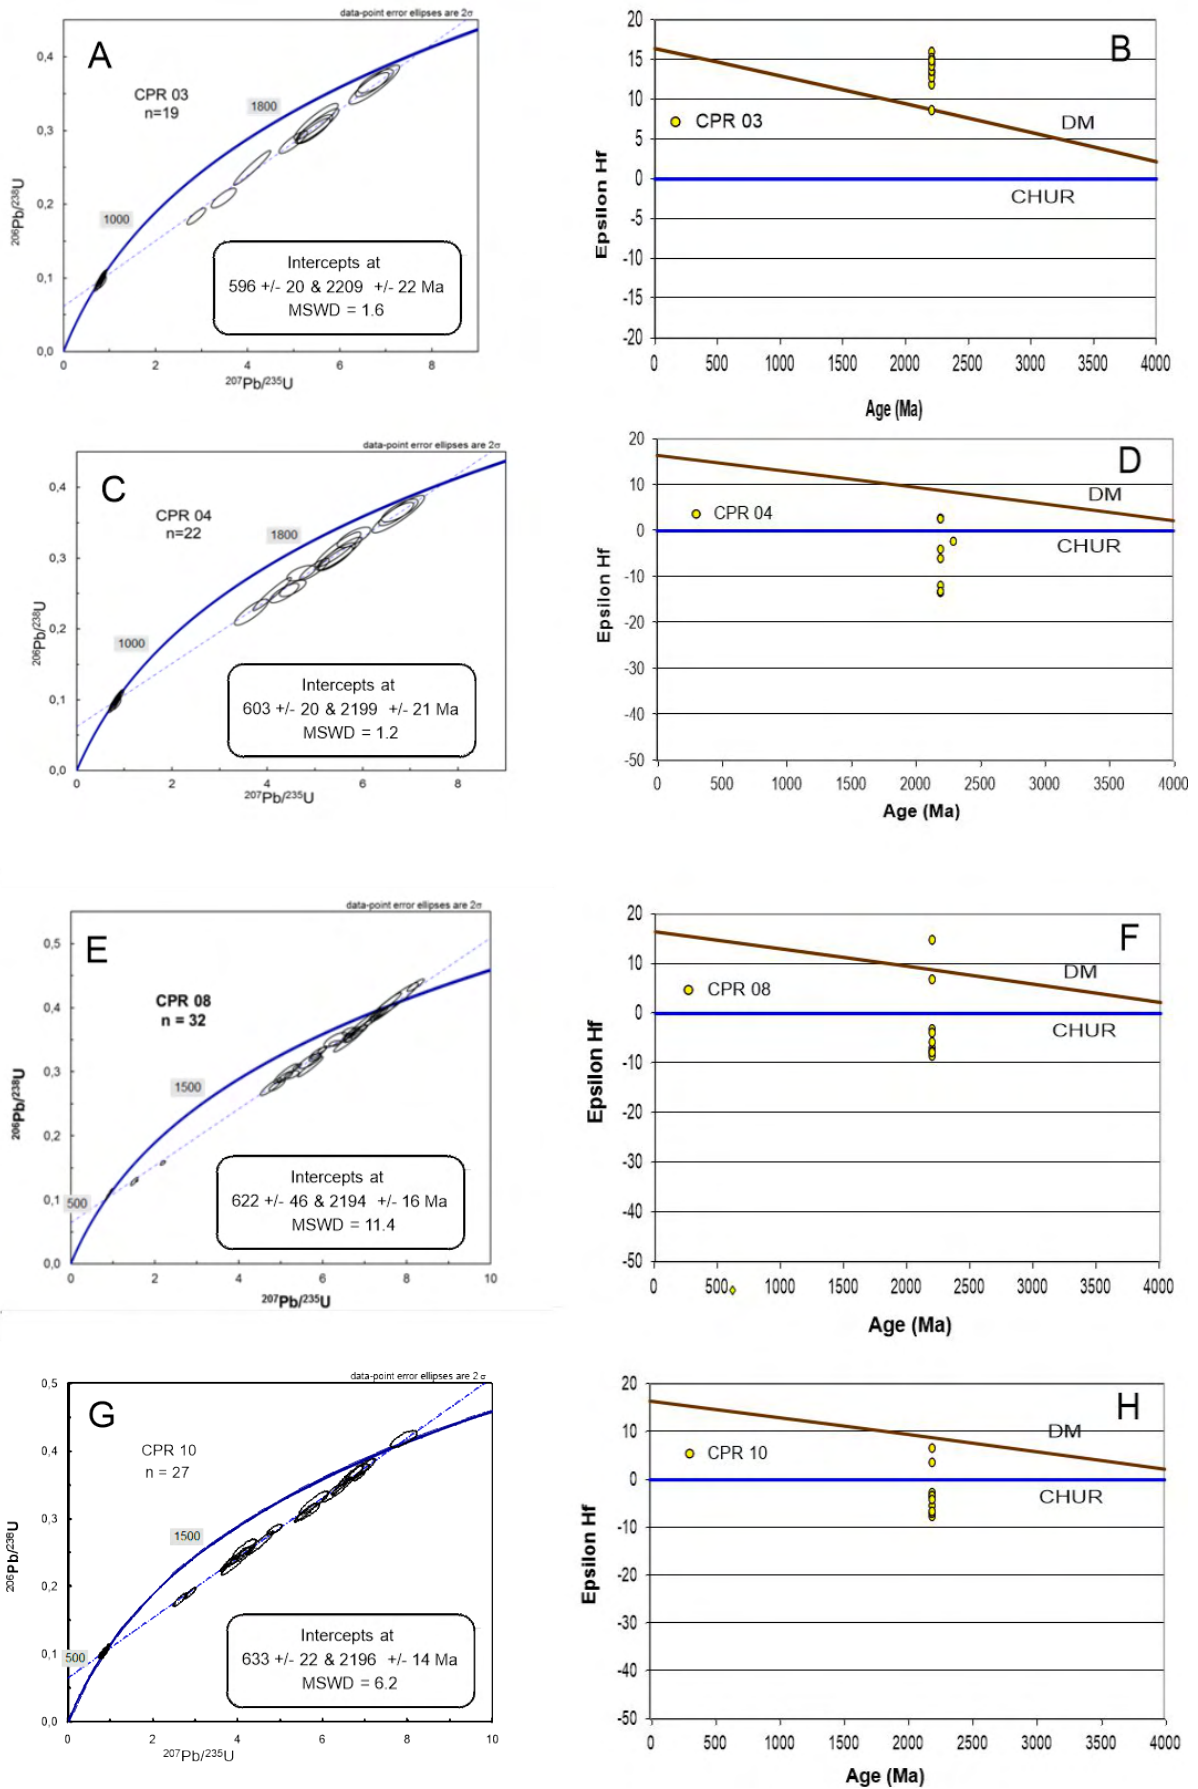 data-point error ellipses are 2σ
A
CPR 03
n=19
1800
1000
Intercepts at
596 +/- 20 & 2209 +/- 22 Ma
MSWD = 1.6
0,4
0,3
0,2
0,1
0,0
0 2 4 6 8
206Pb/238U
207Pb/235U
B
CPR 03
DM
CHUR
20
15
10
5
0
-5
-10
-15
-20
0 500 1000 1500 2000 2500 3000 3500 4000
Epsilon Hf
Age (Ma)
data-point error ellipses are 2σ
C
CPR 04
n=22
1800
1000
Intercepts at
603 +/- 20 & 2199 +/- 21 Ma
MSWD = 1.2
0,4
0,3
0,2
0,1
0,0
0 2 4 6 8
206Pb/238U
207Pb/235U
D
CPR 04
DM
CHUR
20
10
0
-10
-20
-30
-40
-50
0 500 1000 1500 2000 2500 3000 3500 4000
Epsilon Hf
Age (Ma)
data-point error ellipses are 2σ
E
CPR 08
n = 32
1500
500
Intercepts at
622 +/- 46 & 2194 +/- 16 Ma
MSWD = 11.4
0,5
0,4
0,3
0,2
0,1
0,0
0 2 4 6 8 10
206Pb/238U
207Pb/235U
F
CPR 08
DM
CHUR
20
10
0
-10
-20
-30
-40
-50
0 500 1000 1500 2000 2500 3000 3500 4000
Epsilon Hf
Age (Ma)
data-point error ellipses are 2 σ
G
CPR 10
n = 27
1500
500
Intercepts at
633 +/- 22 & 2196 +/- 14 Ma
MSWD = 6.2
0,5
0,4
0,3
0,2
0,1
0,0
0 2 4 6 8 10
206Pb/238U
207Pb/235U
H
CPR 10
DM
CHUR
20
10
0
-10
-20
-30
-40
-50
0 500 1000 1500 2000 2500 3000 3500 4000
Epsilon Hf
Age (Ma)